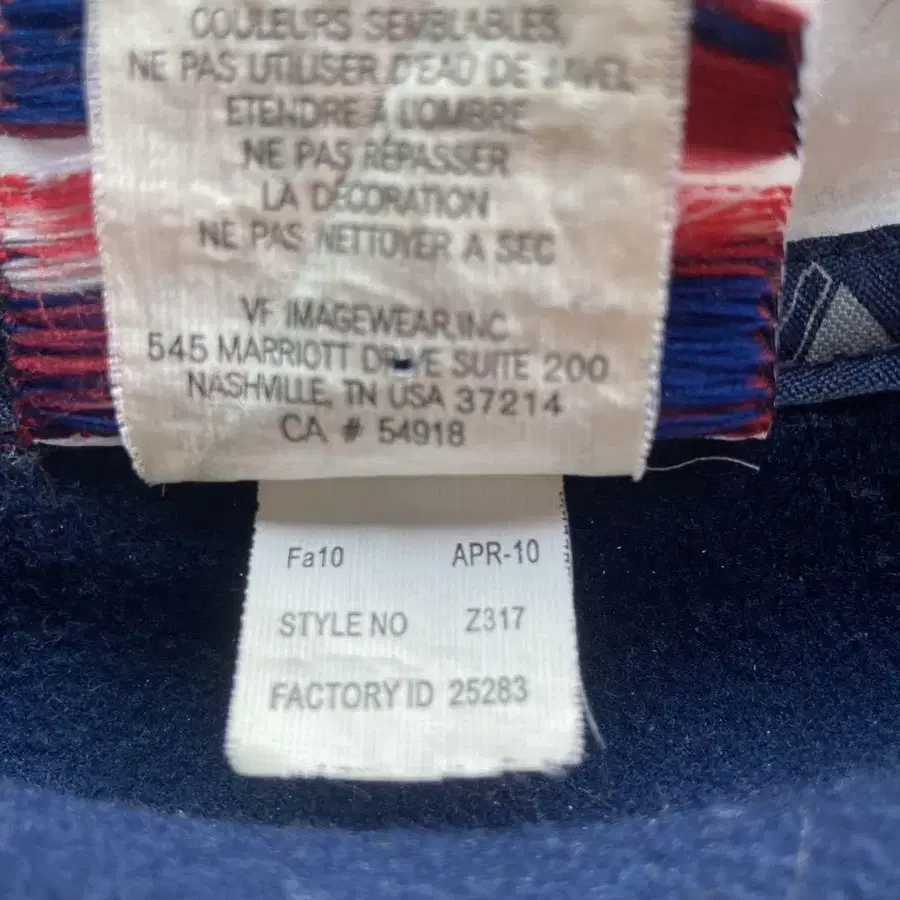 COULEURS SEMBLABLES,
NE PAS UTILISER D'EAU DE JAVEL
ETENDRE À L'OMBRE
NE PAS RÉPASSER
LA DÉCORATION
NE PAS NETTOYER A SEC
VF IMAGEWEAR,INC
545 MARRIOTT DRIVE SUITE 200
NASHVILLE, TN USA 37214
CA # 54918
Fa10 APR-10
STYLE NO Z317
FACTORY ID 25283